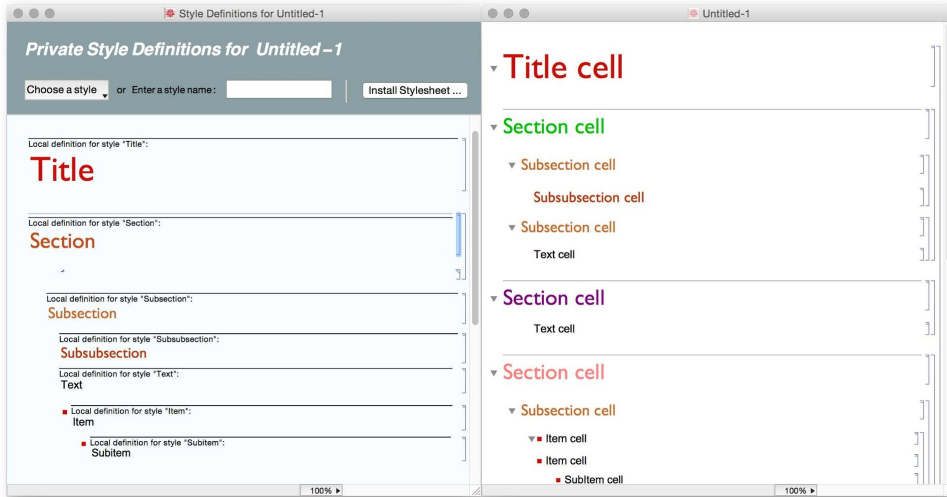 Style Definitions for Untitled-1
Private Style Definitions for Untitled–1
Choose a style or Enter a style name: Install Stylesheet ...
Local definition for style "Title":
Title
Local definition for style "Section":
Section
Local definition for style "Subsection":
Subsection
Local definition for style "Subsubsection":
Subsubsection
Local definition for style "Text":
Text
Local definition for style "Item":
Item
Local definition for style "Subitem":
Subitem
100%
Untitled-1
Title cell
Section cell
Subsection cell
Subsubsection cell
Subsection cell
Text cell
Section cell
Text cell
Section cell
Subsection cell
Item cell
Item cell
SubItem cell
100%